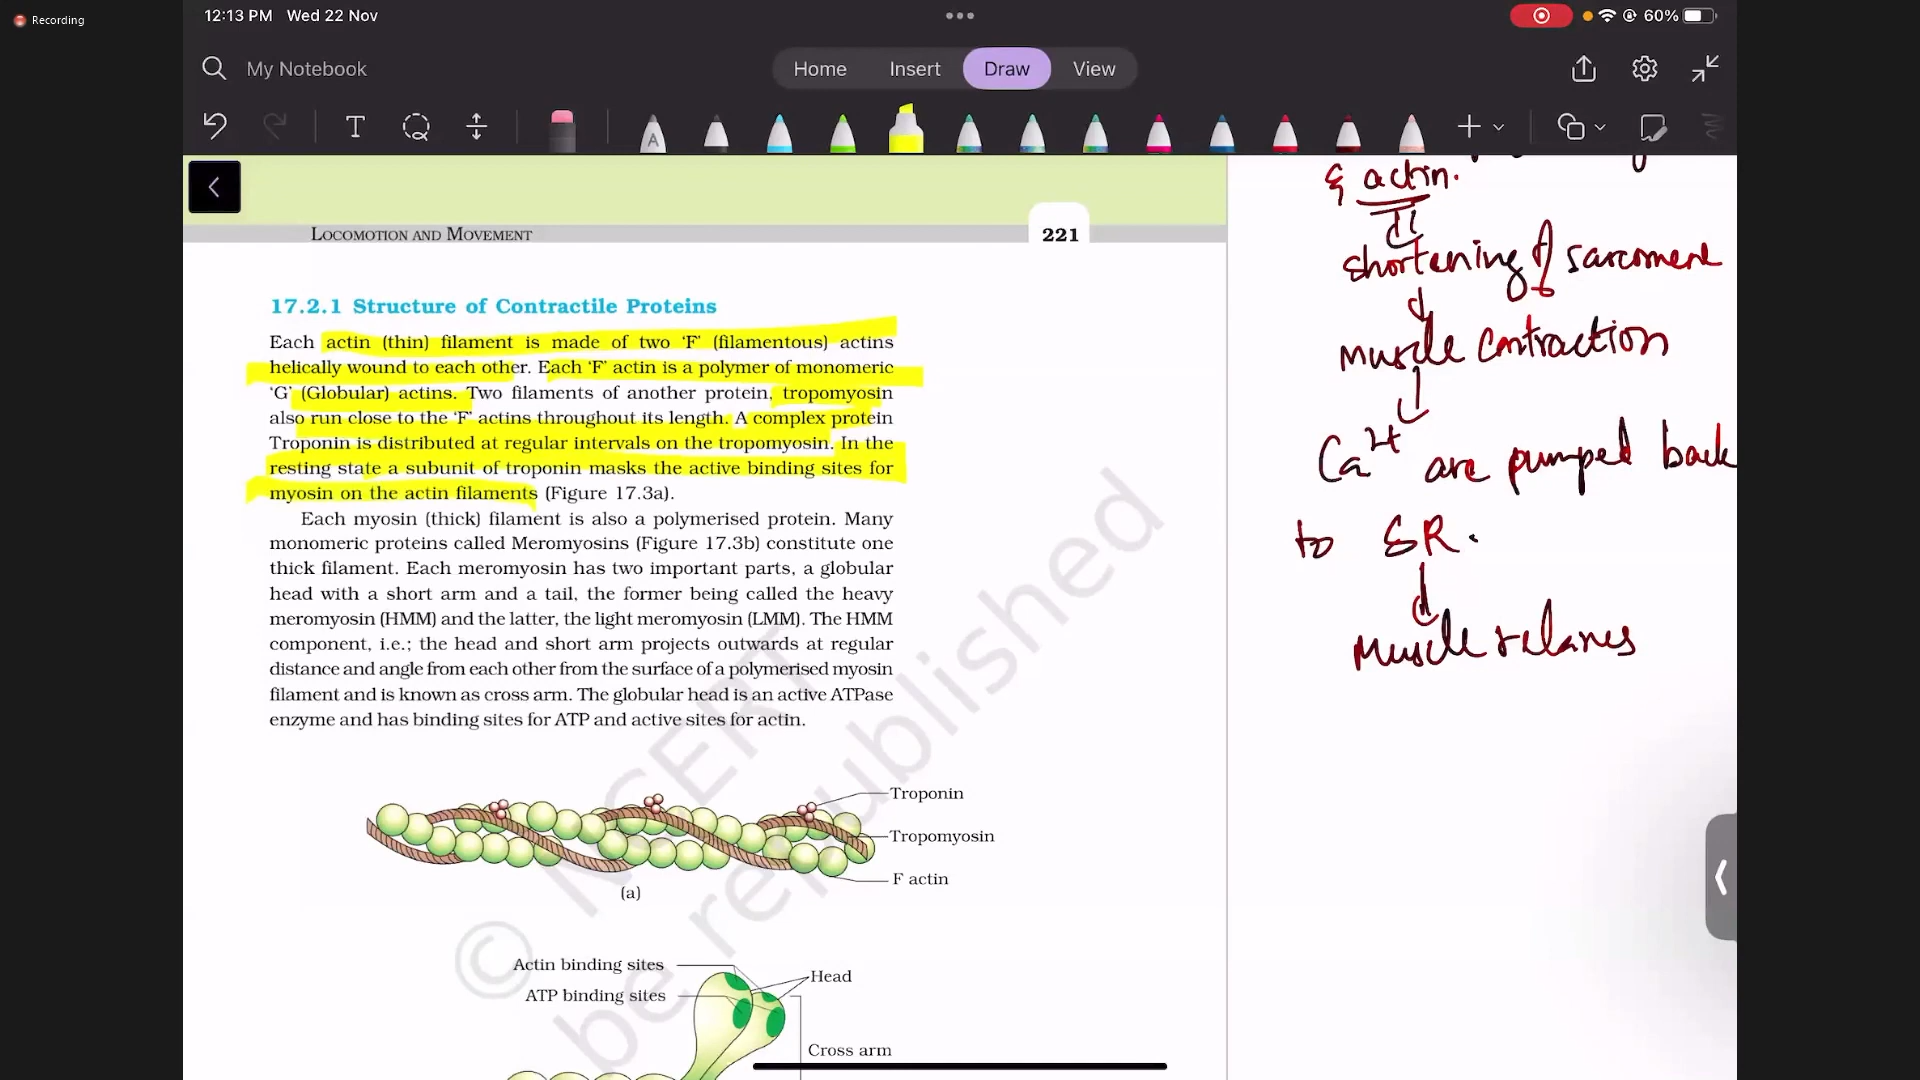 Recording
12:13 PM Wed 22 Nov
60%
My Notebook
Home Insert Draw View
T
A
LOCOMOTION AND MOVEMENT
221
17.2.1 Structure of Contractile Proteins
Each actin (thin) filament is made of two ‘F’ (filamentous) actins
helically wound to each other. Each ‘F’ actin is a polymer of monomeric
‘G’ (Globular) actins. Two filaments of another protein, tropomyosin
also run close to the ‘F’ actins throughout its length. A complex protein
Troponin is distributed at regular intervals on the tropomyosin. In the
resting state a subunit of troponin masks the active binding sites for
myosin on the actin filaments (Figure 17.3a).
Each myosin (thick) filament is also a polymerised protein. Many
monomeric proteins called Meromyosins (Figure 17.3b) constitute one
thick filament. Each meromyosin has two important parts, a globular
head with a short arm and a tail, the former being called the heavy
meromyosin (HMM) and the latter, the light meromyosin (LMM). The HMM
component, i.e.; the head and short arm projects outwards at regular
distance and angle from each other from the surface of a polymerised myosin
filament and is known as cross arm. The globular head is an active ATPase
enzyme and has binding sites for ATP and active sites for actin.
Troponin
Tropomyosin
F actin
(a)
Actin binding sites
Head
ATP binding sites
Cross arm
© NCERT
be republished
& actin.
shortening of sarcomere
muscle contraction
Ca2+ are pumped back
to SR.
muscle relaxes